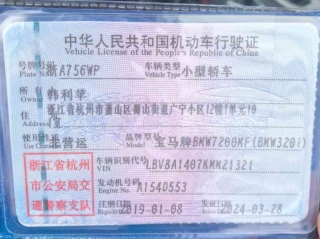 中华人民共和国机动车行驶证
Vehicle License of the People's Republic of China
号牌号码 浙A756WP 车辆类型 小型轿车
Plate No. Vehicle Type
所有人 韩利苹
住址 浙江省杭州市萧山区蜀山街道广宁小区12幢1单元10
室
使用性质 非营运 品牌型号 宝马牌BMW7200MF(BMW320I)
Use Character Model
浙江省杭州市公安局交通警察支队
车辆识别代号 LBV8A1407KMM21321
VIN
发动机号码 A1540553
Engine No.
注册日期 2019-01-08 发证日期 2024-03-28